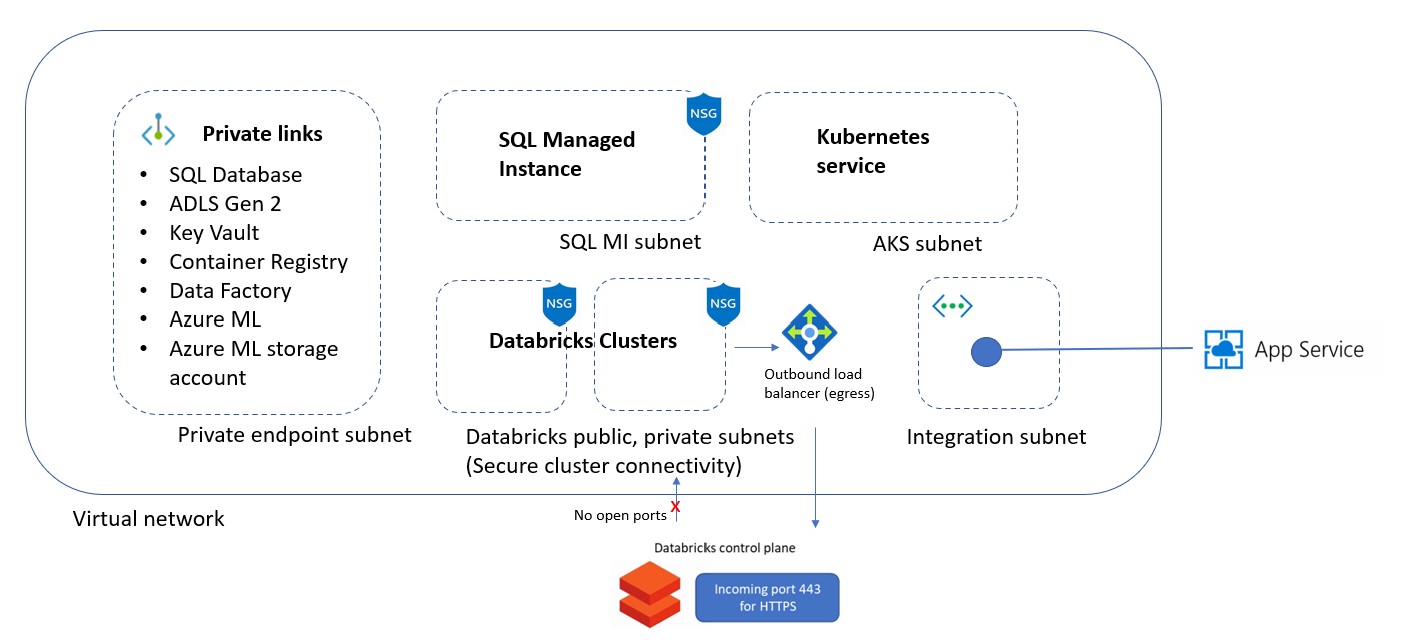 Private links
• SQL Database
• ADLS Gen 2
• Key Vault
• Container Registry
• Data Factory
• Azure ML
• Azure ML storage
account
Private endpoint subnet
NSG
SQL Managed
Instance
SQL MI subnet
Kubernetes
service
AKS subnet
NSG
NSG
Databricks Clusters
Databricks public, private subnets
(Secure cluster connectivity)
Outbound load
balancer (egress)
Integration subnet
App Service
Virtual network
No open ports
X
Databricks control plane
Incoming port 443
for HTTPS